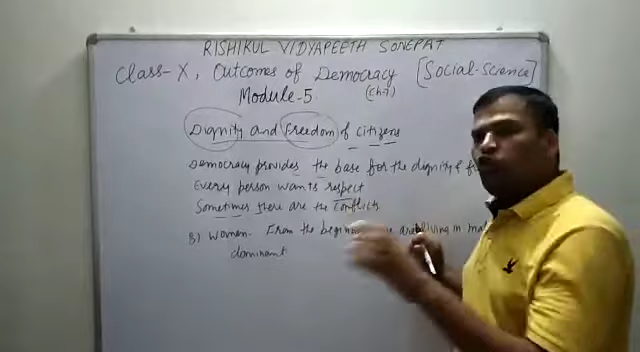 RISHIKUL VIDYAPEETH SONEPAT
Class-X, Outcomes of Democracy [Social-Science]
Module-5 (Ch-7)
Dignity and Freedom of citizens
Democracy provides the base for the dignity &
Every person wants respect
Sometimes there are the conflicts
Women - From the living in
dominant